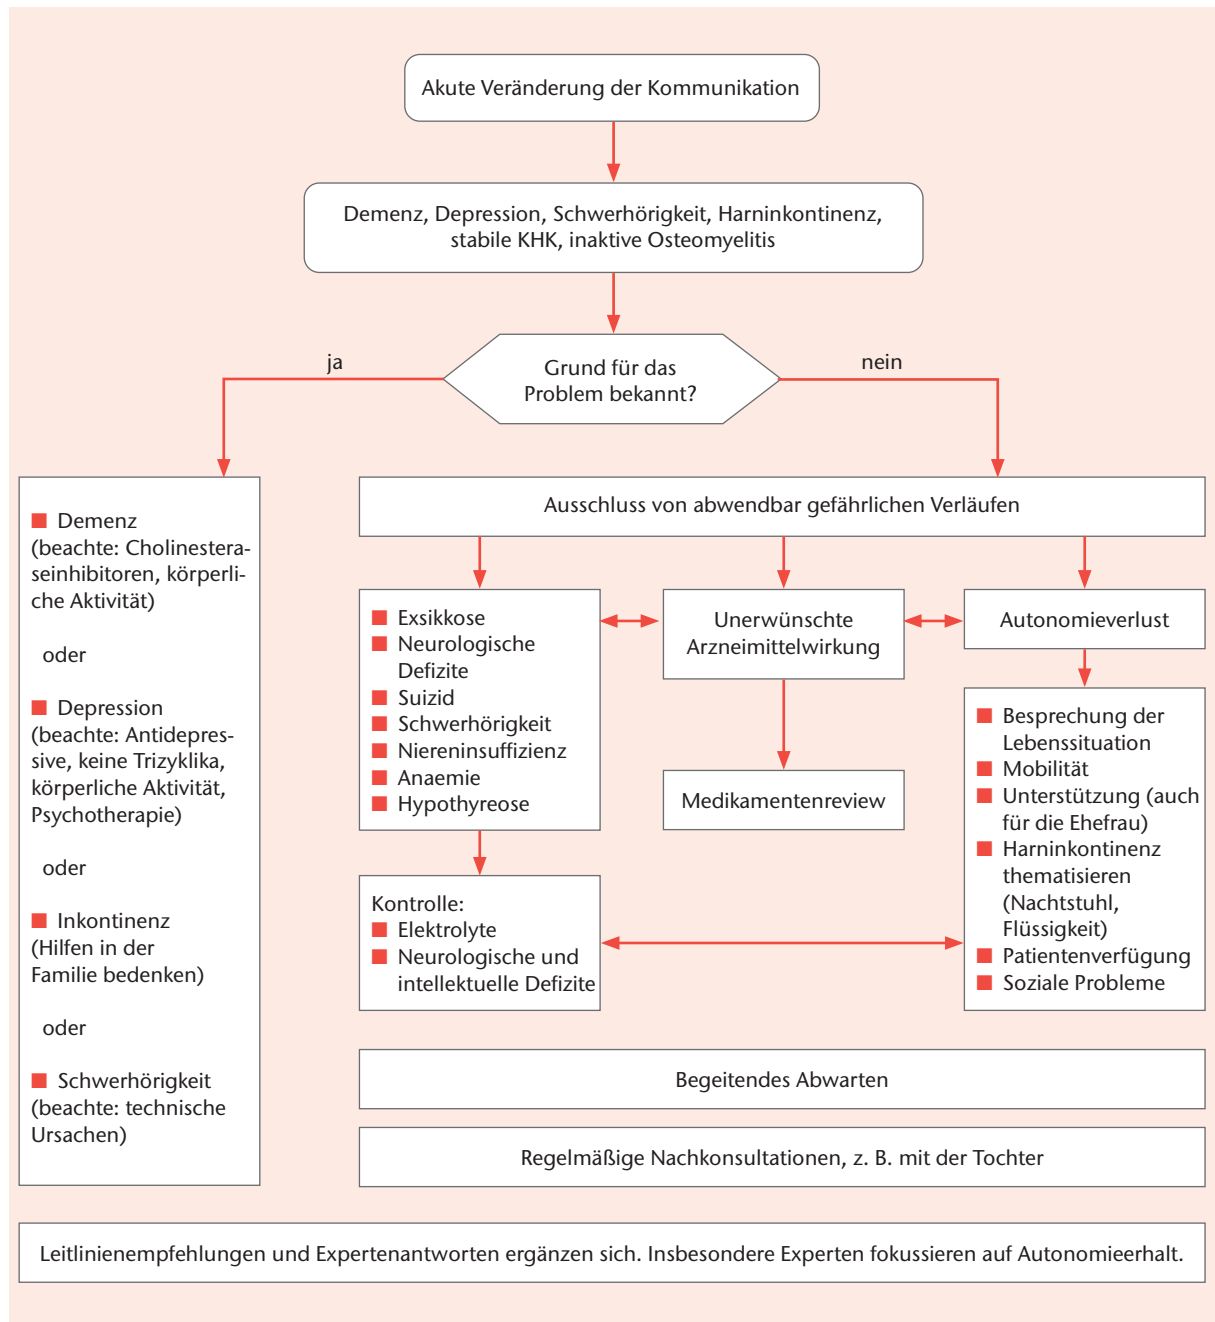 Akute Veränderung der Kommunikation
Demenz, Depression, Schwerhörigkeit, Harninkontinenz,
stabile KHK, inaktive Osteomyelitis
ja
Grund für das
Problem bekannt?
nein
Demenz
(beachte: Cholinestera-
seinhibitoren, körperli-
che Aktivität)
oder
Depression
(beachte: Antidepres-
sive, keine Trizyklika,
körperliche Aktivität,
Psychotherapie)
oder
Inkontinenz
(Hilfen in der
Familie bedenken)
oder
Schwerhörigkeit
(beachte: technische
Ursachen)
Ausschluss von abwendbar gefährlichen Verläufen
Exsikkose
Neurologische
Defizite
Suizid
Schwerhörigkeit
Niereninsuffizienz
Anaemie
Hypothyreose
Kontrolle:
Elektrolyte
Neurologische und
intellektuelle Defizite
Unerwünschte
Arzneimittelwirkung
Medikamentenreview
Autonomieverlust
Besprechung der
Lebenssituation
Mobilität
Unterstützung (auch
für die Ehefrau)
Harninkontinenz
thematisieren
(Nachtstuhl,
Flüssigkeit)
Patientenverfügung
Soziale Probleme
Begeitendes Abwarten
Regelmäßige Nachkonsultationen, z. B. mit der Tochter
Leitlinienempfehlungen und Expertenantworten ergänzen sich. Insbesondere Experten fokussieren auf Autonomieerhalt.